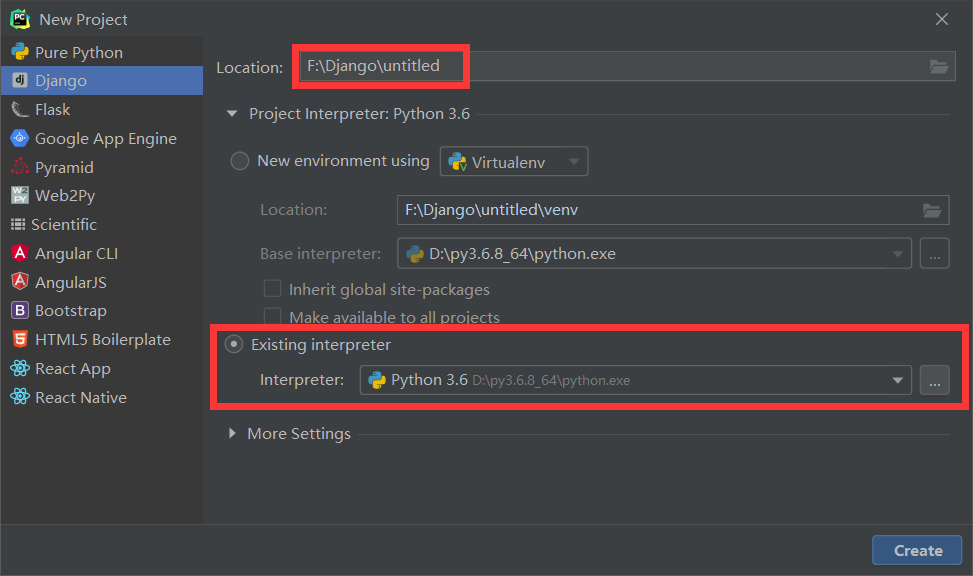 New Project
Pure Python
Django
Flask
Google App Engine
Pyramid
Web2Py
Scientific
Angular CLI
AngularJS
Bootstrap
HTML5 Boilerplate
React App
React Native
Location: F:\Django\untitled
Project Interpreter: Python 3.6
New environment using Virtualenv
Location: F:\Django\untitled\venv
Base interpreter: D:\py3.6.8_64\python.exe ...
Inherit global site-packages
Make available to all projects
Existing interpreter
Interpreter: Python 3.6 D:\py3.6.8_64\python.exe ...
More Settings
Create